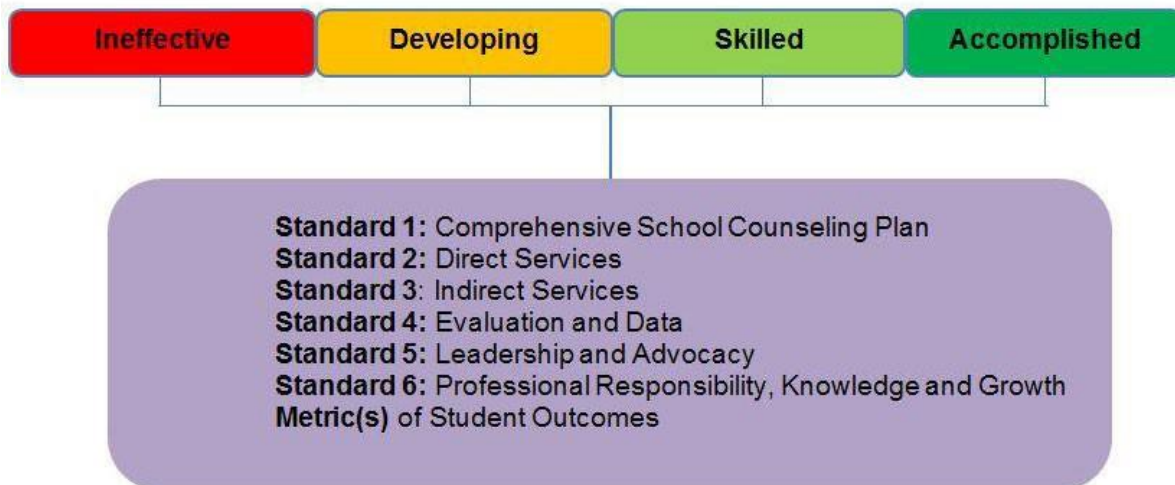 Ineffective Developing Skilled Accomplished
Standard 1: Comprehensive School Counseling Plan
Standard 2: Direct Services
Standard 3: Indirect Services
Standard 4: Evaluation and Data
Standard 5: Leadership and Advocacy
Standard 6: Professional Responsibility, Knowledge and Growth
Metric(s) of Student Outcomes